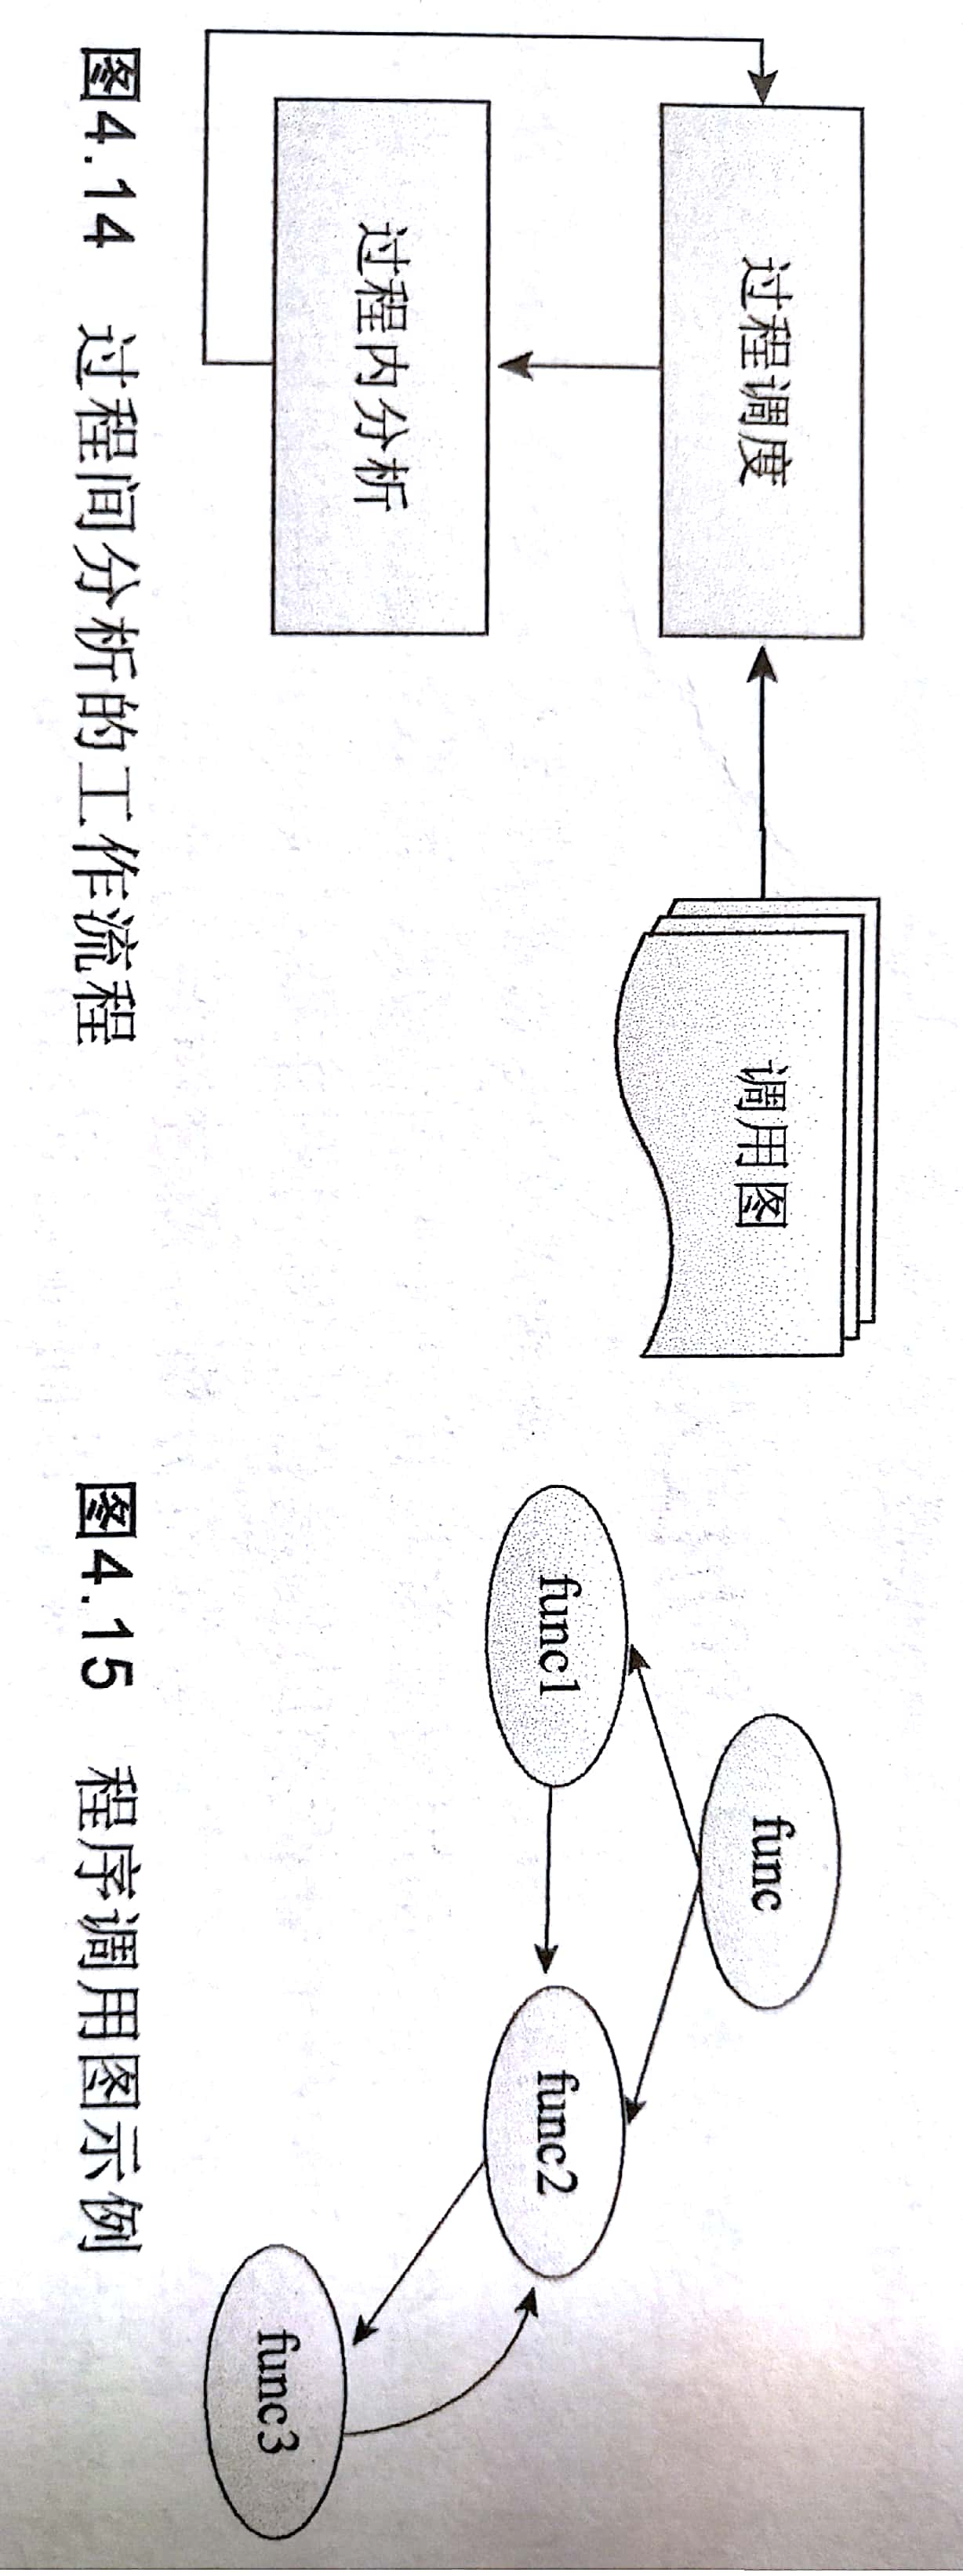 过程调度
调用图
过程内分析
图4.14 过程间分析的工作流程
func
func1
func2
func3
图4.15 程序调用图示例